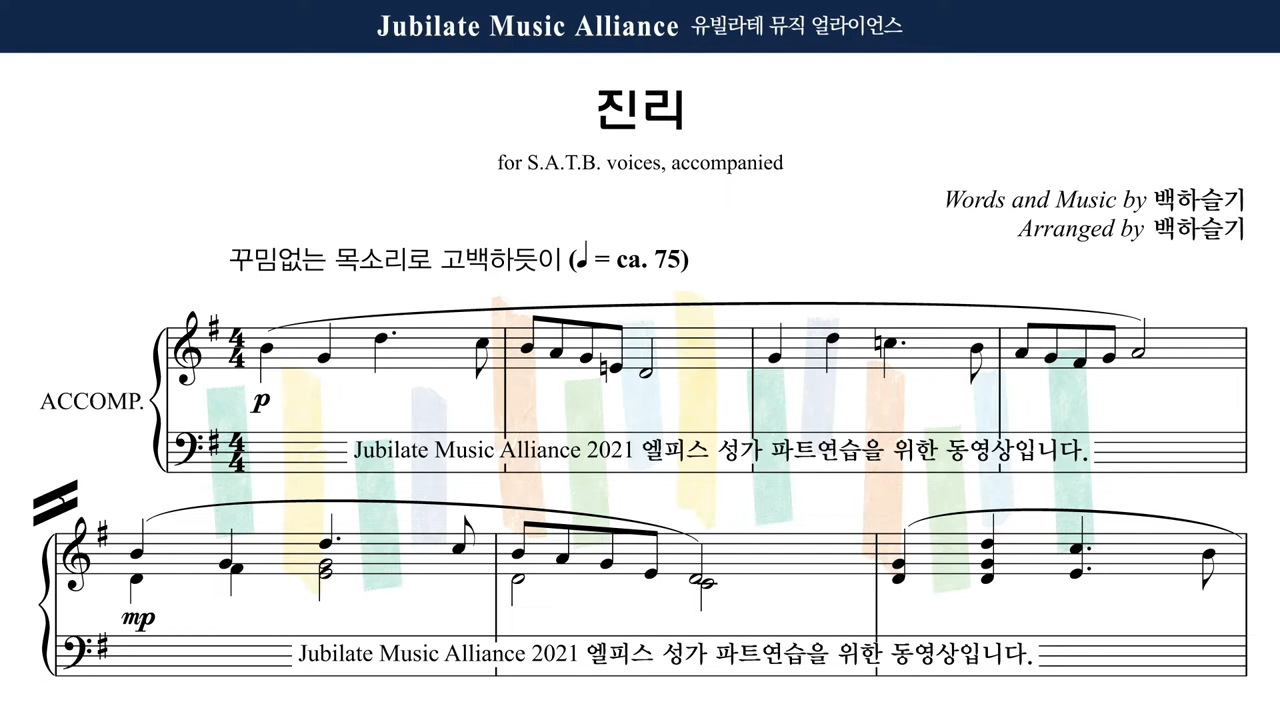 Jubilate Music Alliance 유빌라테 뮤직 얼라이언스
진리
for S.A.T.B. voices, accompanied
Words and Music by 백하슬기
Arranged by 백하슬기
꾸밈없는 목소리로 고백하듯이 (♩ = ca. 75)
ACCOMP.
p
Jubilate Music Alliance 2021 엘피스 성가 파트연습을 위한 동영상입니다.
mp
Jubilate Music Alliance 2021 엘피스 성가 파트연습을 위한 동영상입니다.